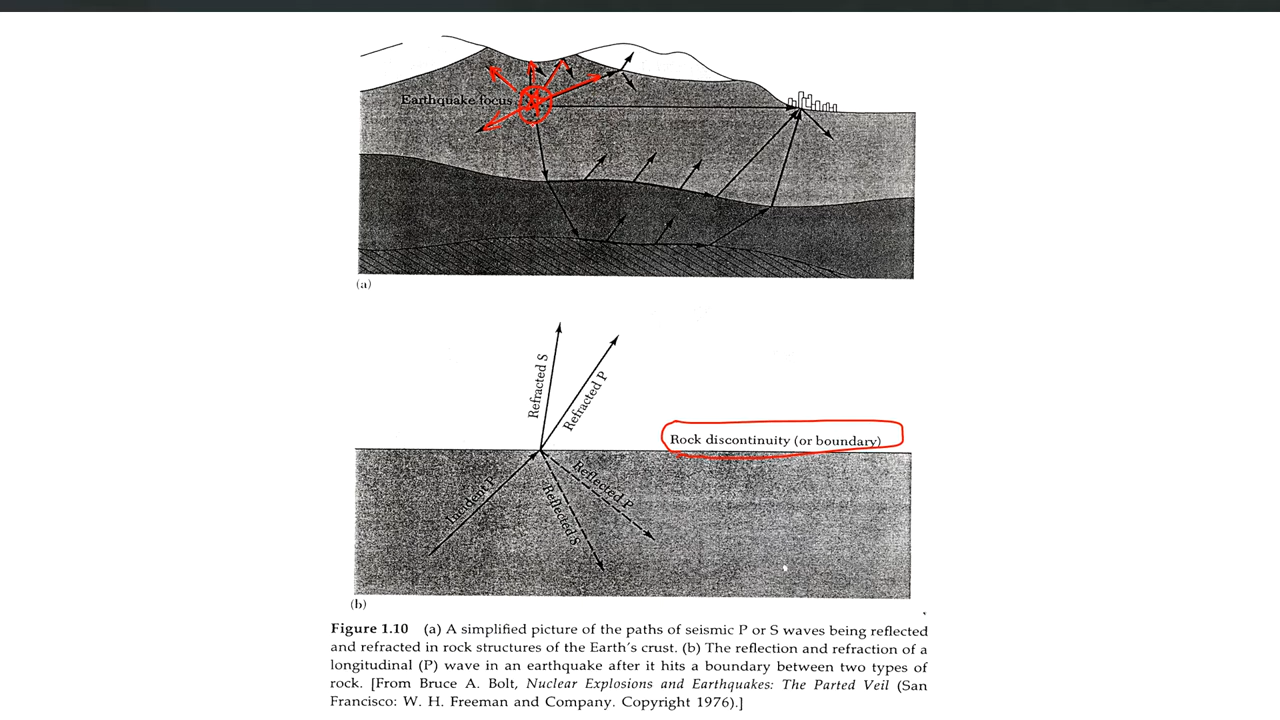 Earthquake focus
(a)
Refracted S
Refracted P
Rock discontinuity (or boundary)
Incident P
Reflected P
Reflected S
(b)
Figure 1.10 (a) A simplified picture of the paths of seismic P or S waves being reflected
and refracted in rock structures of the Earth's crust. (b) The reflection and refraction of a
longitudinal (P) wave in an earthquake after it hits a boundary between two types of
rock. [From Bruce A. Bolt, Nuclear Explosions and Earthquakes: The Parted Veil (San
Francisco: W. H. Freeman and Company. Copyright 1976).]